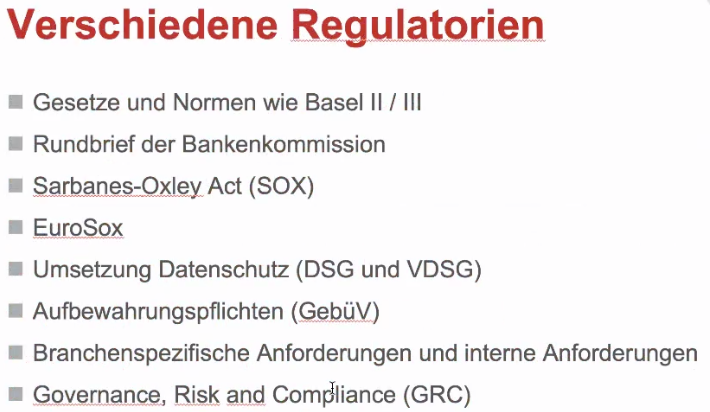 Verschiedene Regulatorien
Gesetze und Normen wie Basel II / III
Rundbrief der Bankenkommission
Sarbanes-Oxley Act (SOX)
EuroSox
Umsetzung Datenschutz (DSG und VDSG)
Aufbewahrungspflichten (GebüV)
Branchenspezifische Anforderungen und interne Anforderungen
Governance, Risk and Compliance (GRC)